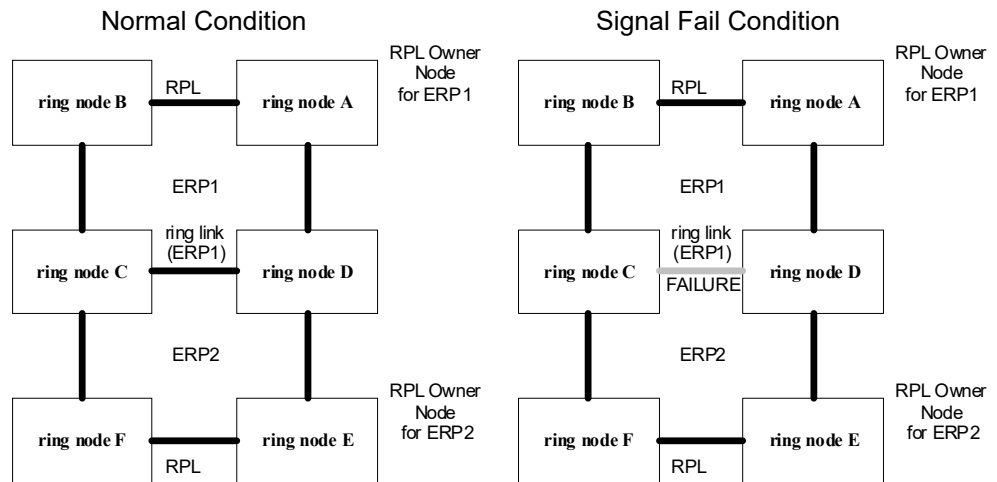 Normal Condition
RPL Owner
Node
for ERP1
RPL
ring node B
ring node A
ERP1
ring link
(ERP1)
ring node C
ring node D
ERP2
RPL Owner
Node
for ERP2
ring node F
ring node E
RPL
Signal Fail Condition
RPL Owner
Node
for ERP1
RPL
ring node B
ring node A
ERP1
ring link
(ERP1)
ring node C
ring node D
FAILURE
ERP2
RPL Owner
Node
for ERP2
ring node F
ring node E
RPL